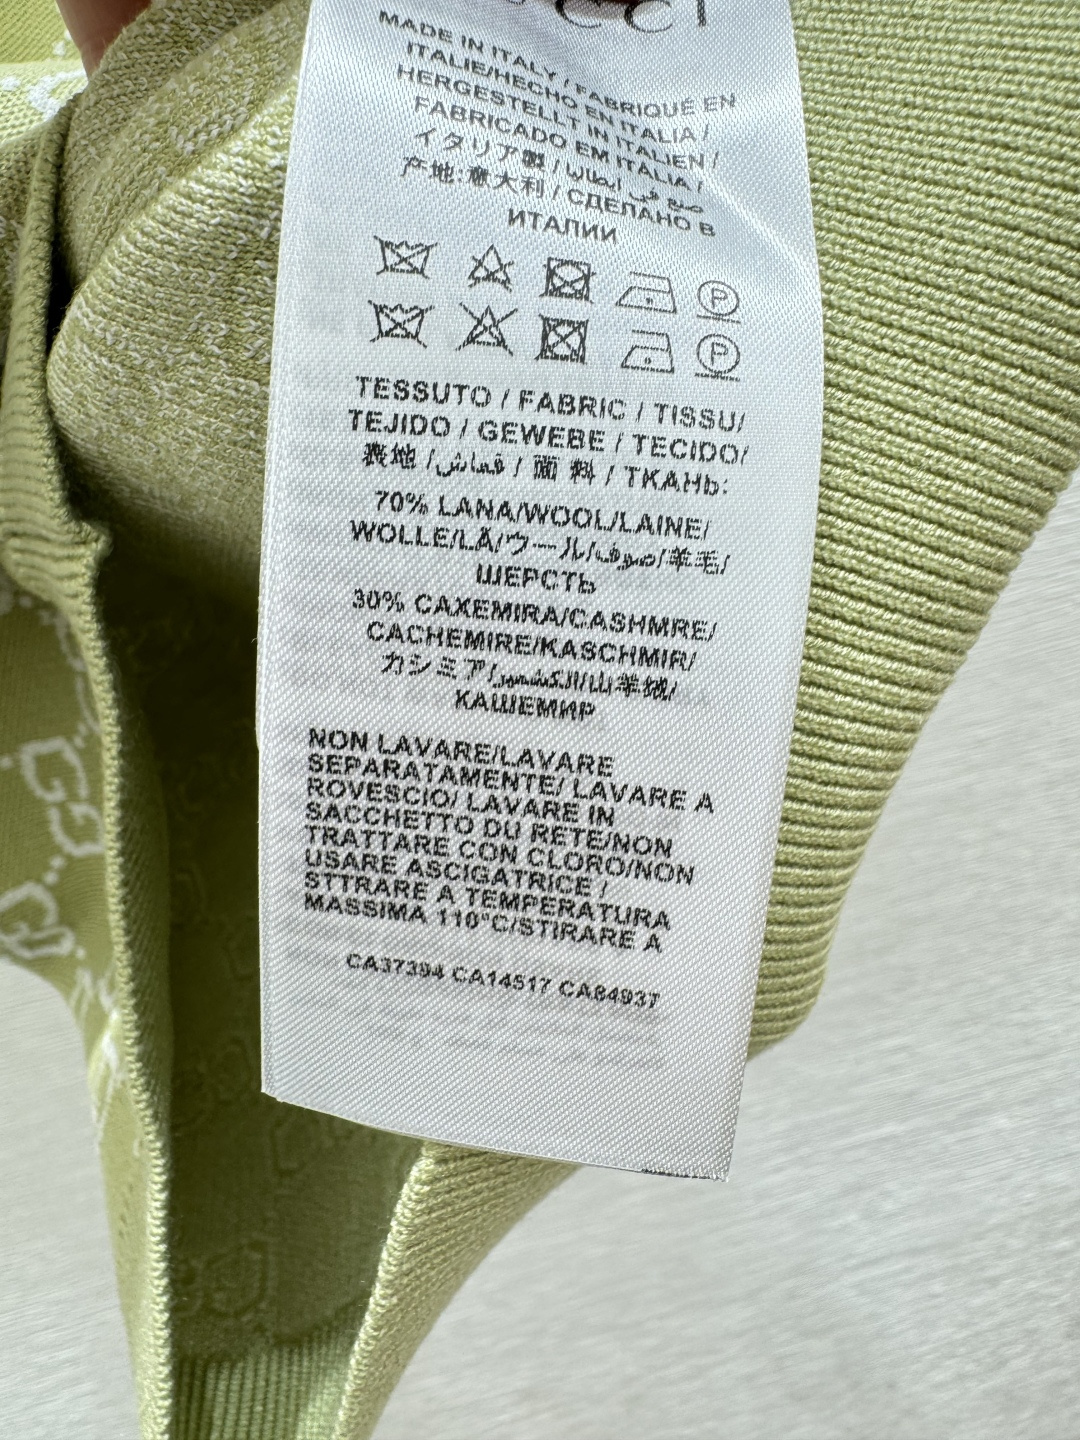 GUCCI
MADE IN ITALY / FABRIQUÉ EN
ITALIE/HECHO EN ITALIA /
HERGESTELLT IN ITALIEN /
FABRICADO EM ITALIA /
イタリア製 / صنع في إيطاليا
产地:意大利 / СДЕЛАНО В
ИТАЛИИ
P
P
TESSUTO / FABRIC / TISSU/
TEJIDO / GEWEBE / TECIDO/
表地 / قماش / 面 料 / ТКАНЬ:
70% LANA/WOOL/LAINE/
WOLLE/LÃ/ウール/صوف/羊毛/
ШЕРСТЬ
30% CAXEMIRA/CASHMRE/
CACHEMIRE/KASCHMIR/
カシミア/الكشمير/山羊绒/
КАШЕМИР
NON LAVARE/LAVARE
SEPARATAMENTE/ LAVARE A
ROVESCIO/ LAVARE IN
SACCHETTO DU RETE/NON
TRATTARE CON CLORO/NON
USARE ASCIGATRICE /
STTRARE A TEMPERATURA
MASSIMA 110°C/STIRARE A
CA37394 CA14517 CA84937